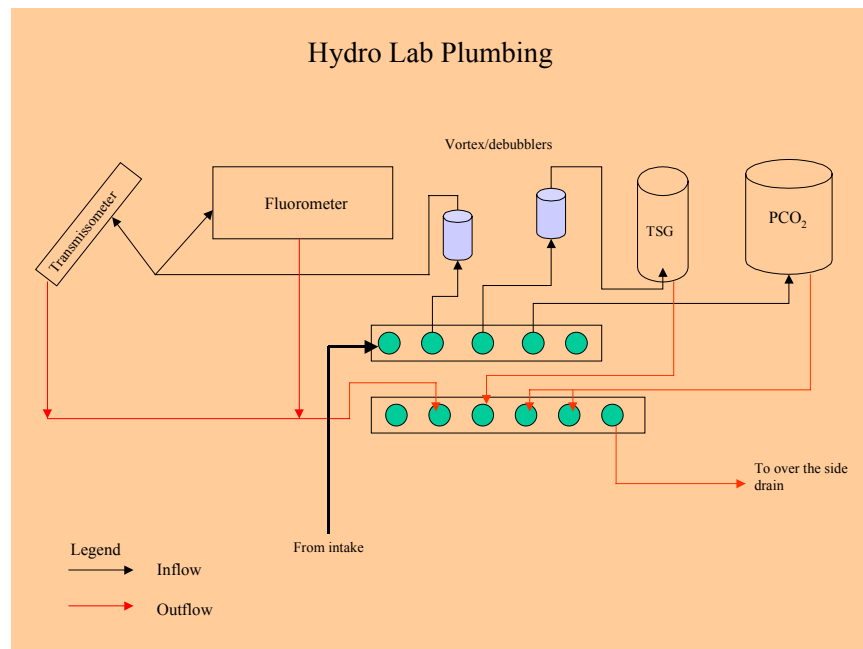 Hydro Lab Plumbing
Vortex/debubblers
Transmissometer
Fluorometer
TSG
PCO₂
To over the side
drain
From intake
Legend
Inflow
Outflow